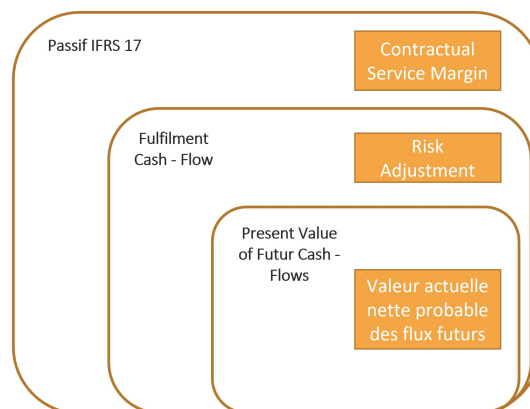 Passif IFRS 17
Contractual
Service Margin
Fulfilment
Cash - Flow
Risk
Adjustment
Present Value
of Futur Cash -
Flows
Valeur actuelle
nette probable
des flux futurs